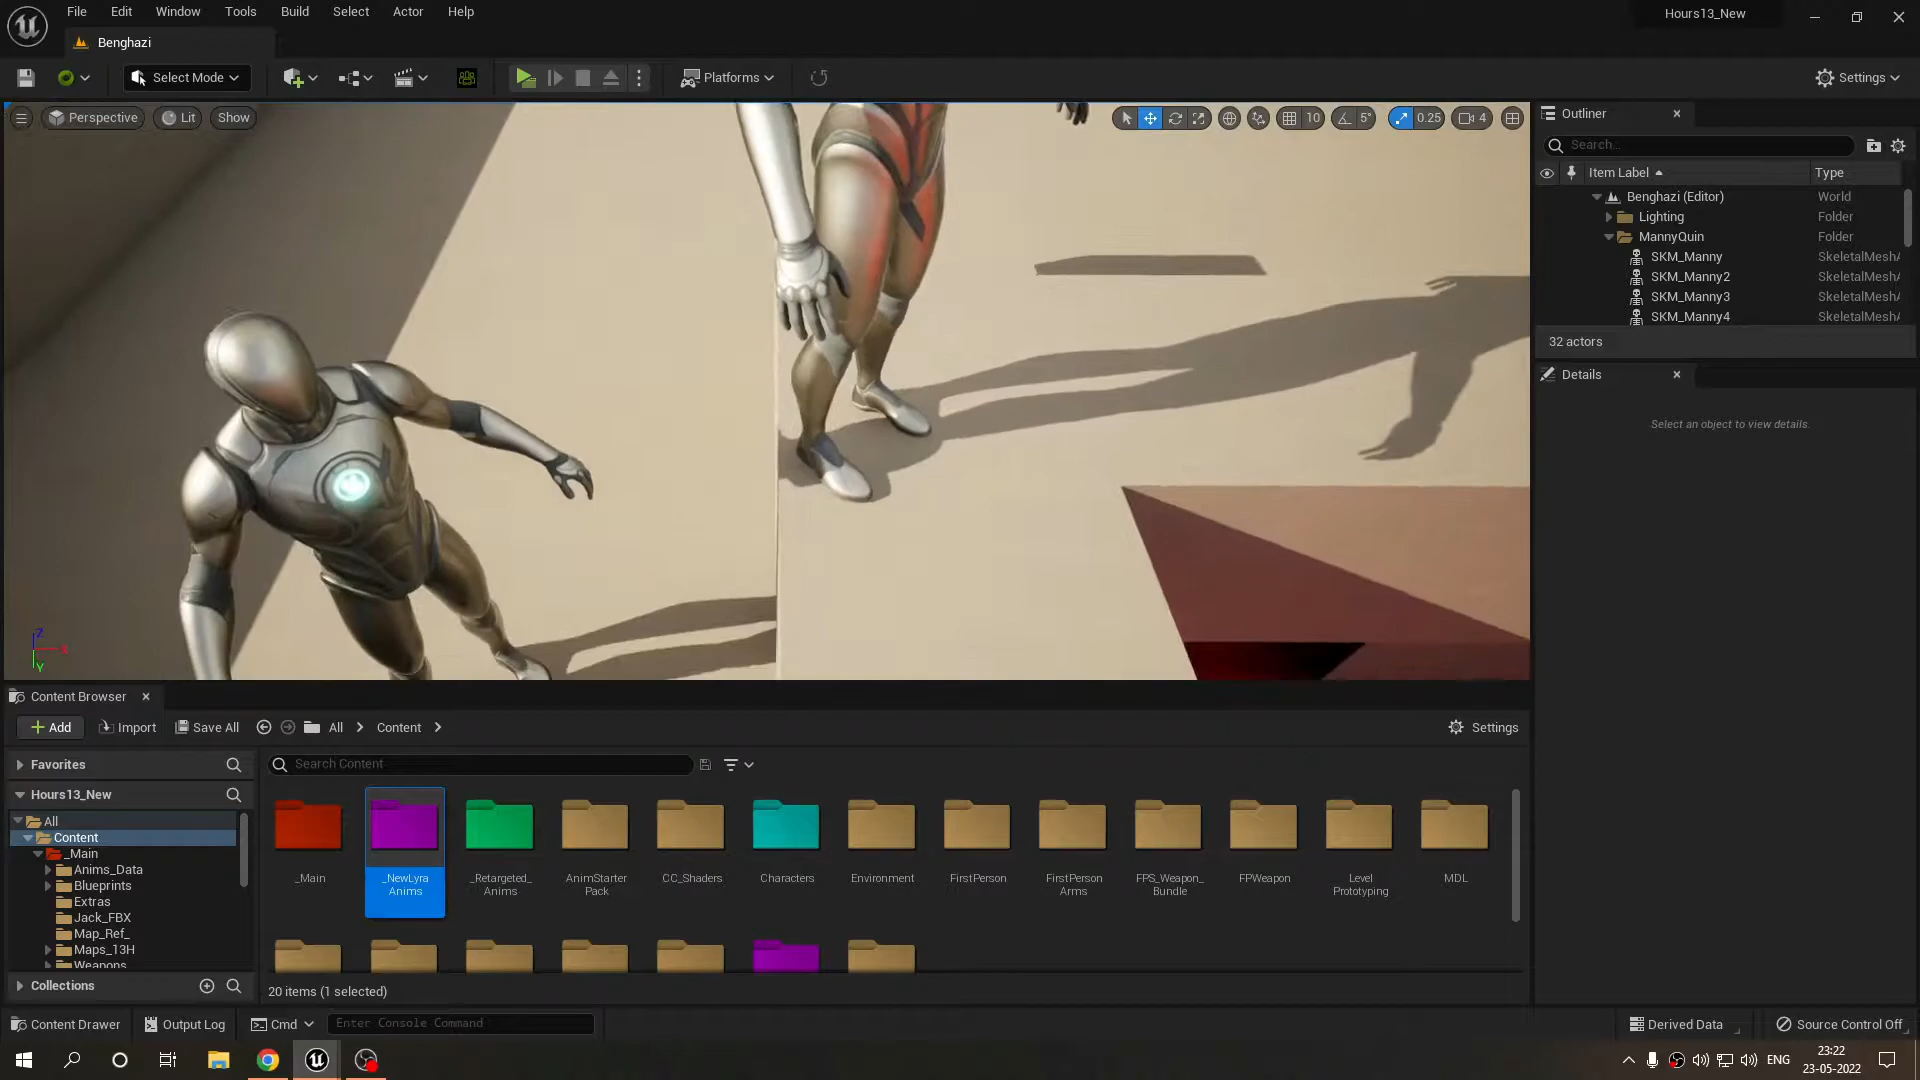 File Edit Window Tools Build Select Actor Help
Hours13_New
Benghazi
Select Mode
Platforms
Settings
Perspective Lit Show
10 5° 0.25 4
Outliner
Search...
Item Label Type
Benghazi (Editor) World
Lighting Folder
MannyQuin Folder
SKM_Manny SkeletalMeshA
SKM_Manny2 SkeletalMeshA
SKM_Manny3 SkeletalMeshA
SKM_Manny4 SkeletalMeshA
32 actors
Details
Select an object to view details.
Z
X
Y
Content Browser
Add Import Save All All Content Settings
Favorites
Search Content
Hours13_New
All
Content
_Main
Anims_Data
Blueprints
Extras
Jack_FBX
Map_Ref_
Maps_13H
Weapons
Collections
_Main
_NewLyra
Anims
_Retargeted_
Anims
AnimStarter
Pack
CC_Shaders
Characters
Environment
FirstPerson
FirstPerson
Arms
FPS_Weapon_
Bundle
FPWeapon
Level
Prototyping
MDL
20 items (1 selected)
Content Drawer Output Log Cmd Enter Console Command Derived Data Source Control Off
ENG
23:22
23-05-2022